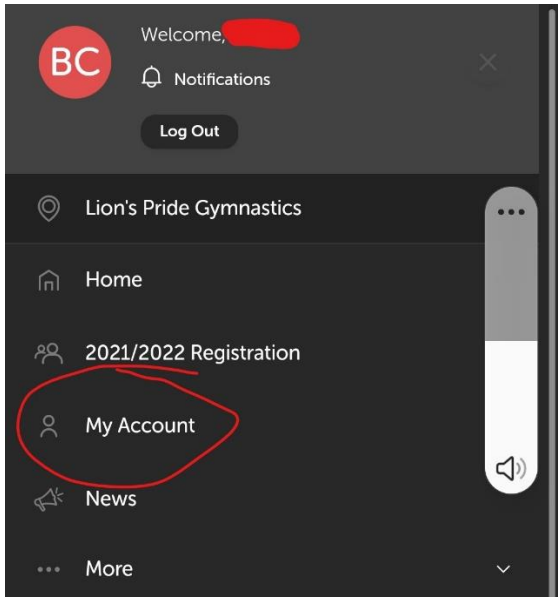 BC
Welcome,
Notifications
Log Out
Lion's Pride Gymnastics
Home
2021/2022 Registration
My Account
News
More